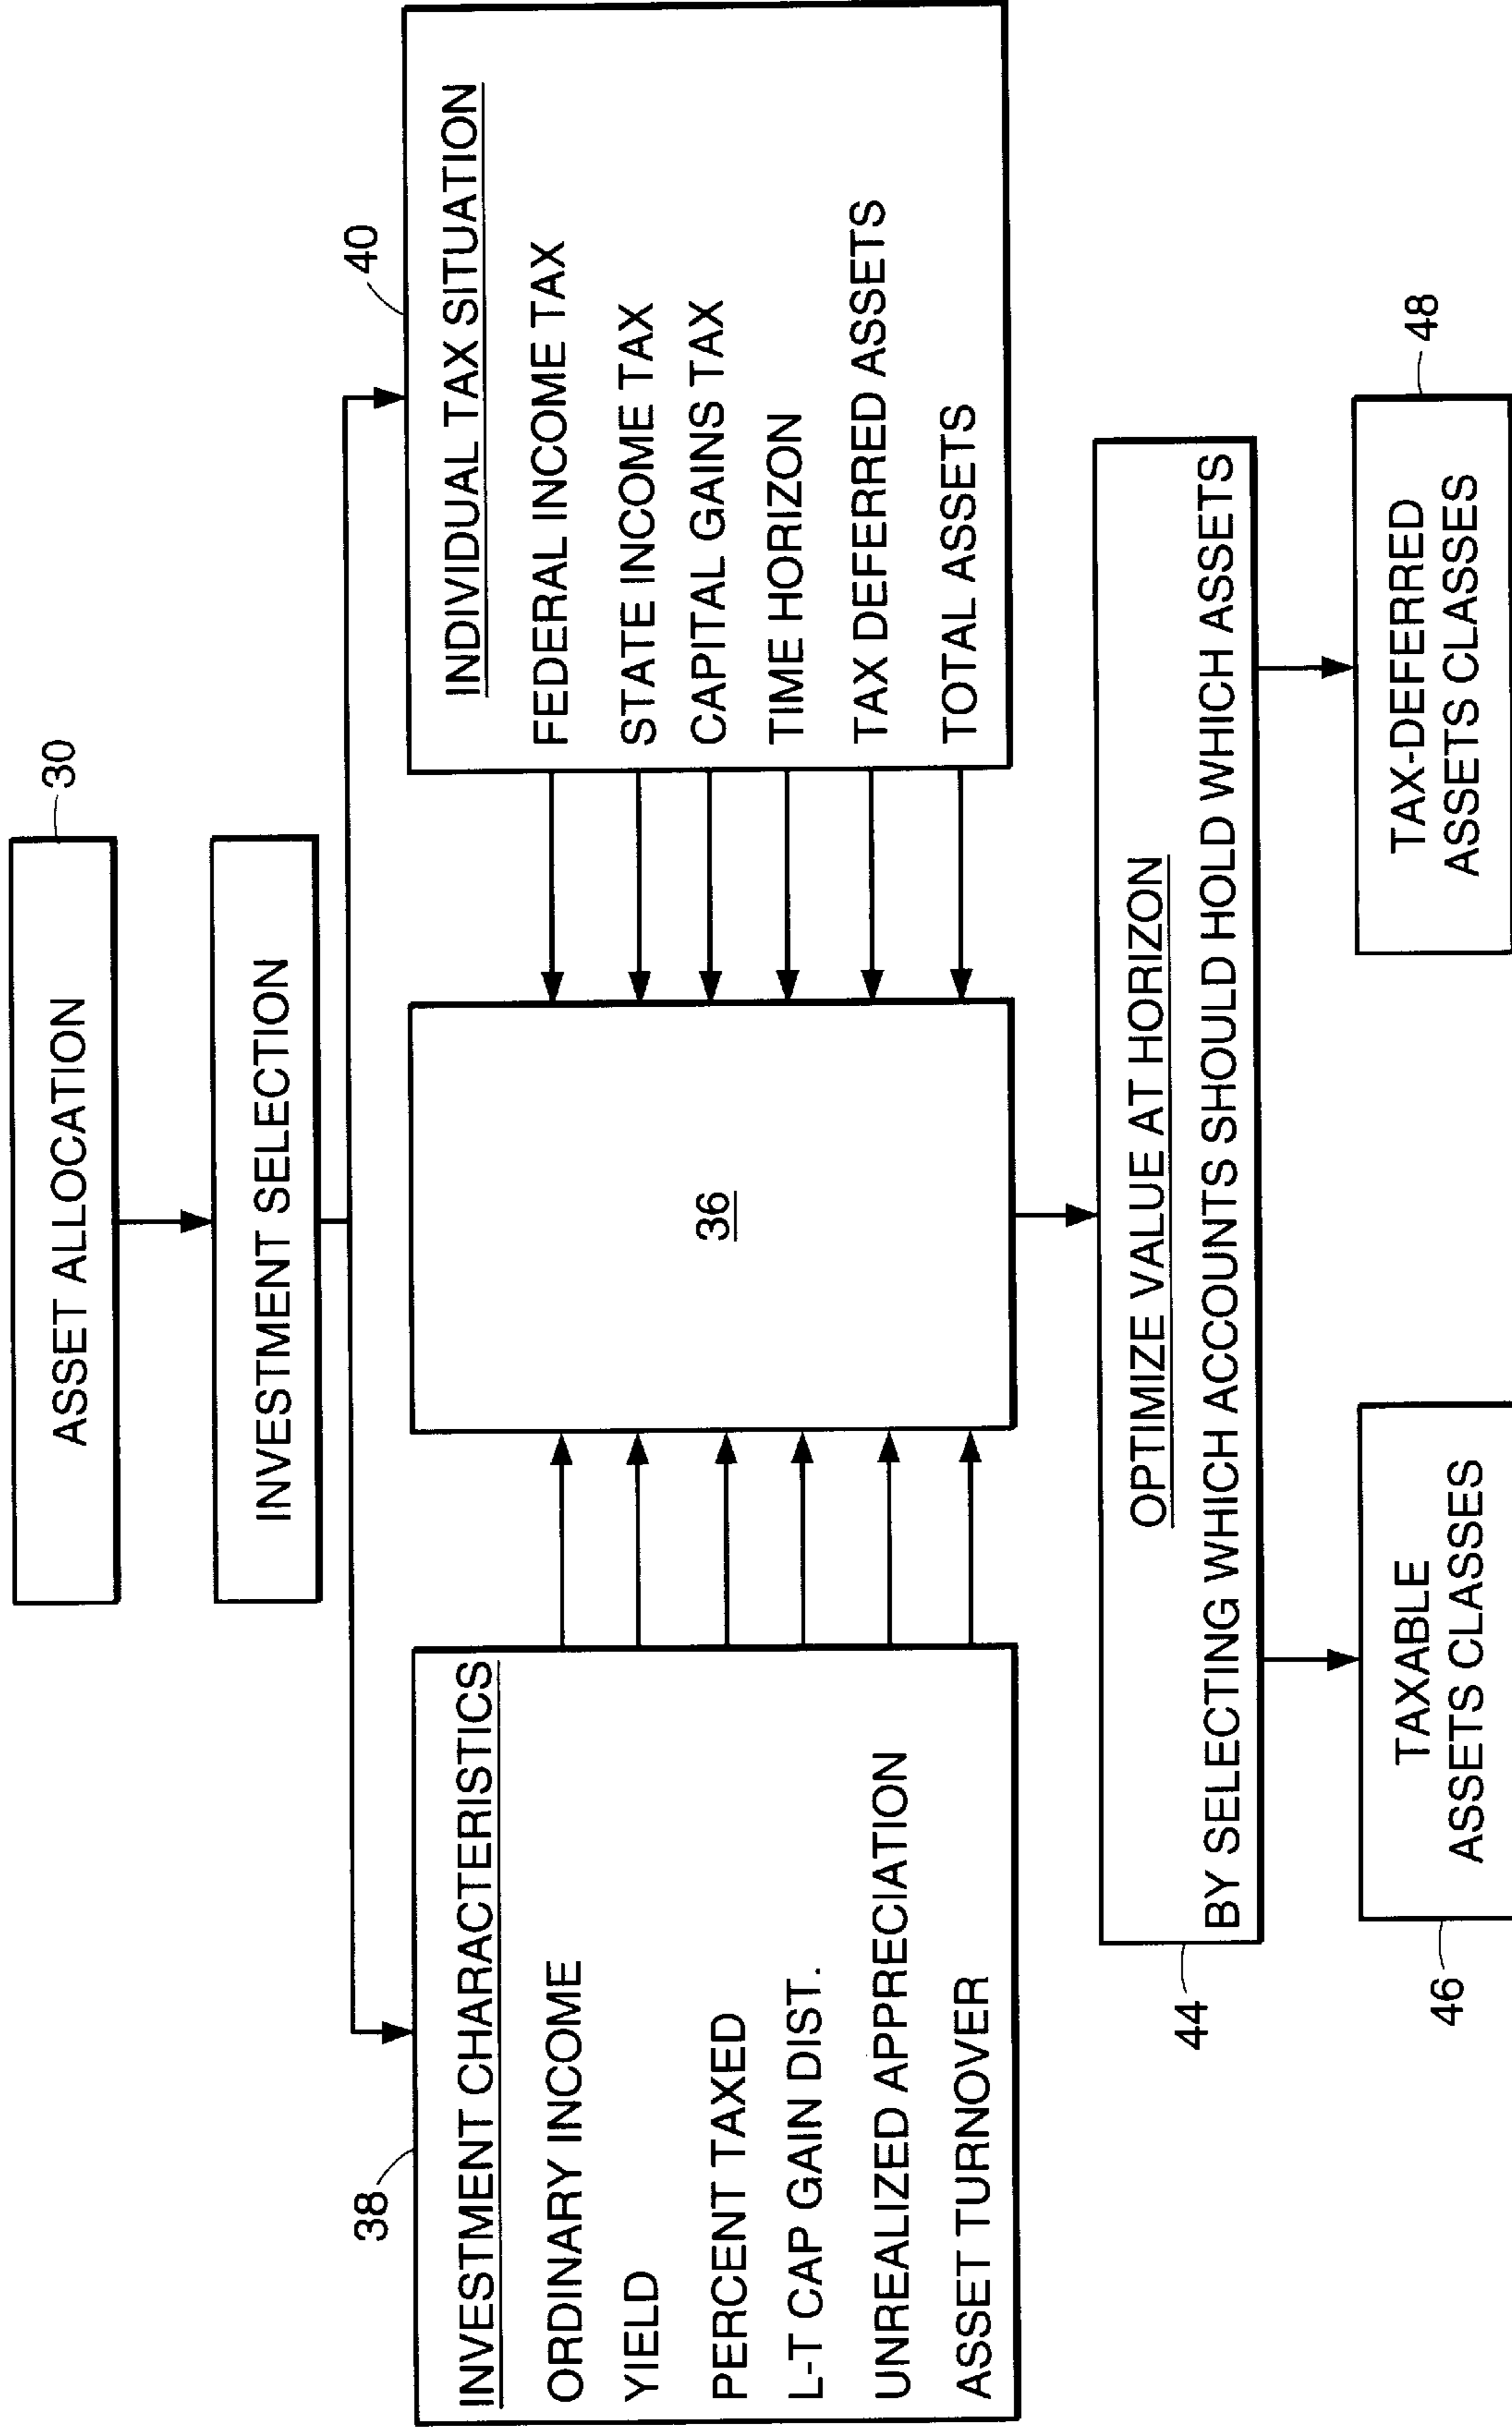 ASSET ALLOCATION
30
INVESTMENT SELECTION
38
INVESTMENT CHARACTERISTICS
ORDINARY INCOME
YIELD
PERCENT TAXED
L-T CAP GAIN DIST.
UNREALIZED APPRECIATION
ASSET TURNOVER
36
40
INDIVIDUAL TAX SITUATION
FEDERAL INCOME TAX
STATE INCOME TAX
CAPITAL GAINS TAX
TIME HORIZON
TAX DEFERRED ASSETS
TOTAL ASSETS
44
OPTIMIZE VALUE AT HORIZON
BY SELECTING WHICH ACCOUNTS SHOULD HOLD WHICH ASSETS
46
TAXABLE
ASSETS CLASSES
48
TAX-DEFERRED
ASSETS CLASSES